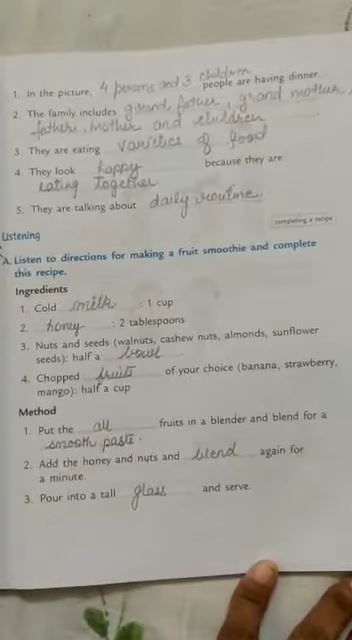 1. In the picture, 4 persons and 3 children people are having dinner.
2. The family includes grand father, grand mother,
father, mother and children
3. They are eating varieties of food
4. They look happy because they are
eating together
5. They are talking about daily routine.
completing a recipe
Listening
A. Listen to directions for making a fruit smoothie and complete
this recipe.
Ingredients
1. Cold milk : 1 cup
2. honey : 2 tablespoons
3. Nuts and seeds (walnuts, cashew nuts, almonds, sunflower
seeds): half a bowl.
4. Chopped fruits of your choice (banana, strawberry,
mango): half a cup
Method
1. Put the all fruits in a blender and blend for a
smooth paste.
2. Add the honey and nuts and blend again for
a minute.
3. Pour into a tall glass and serve.